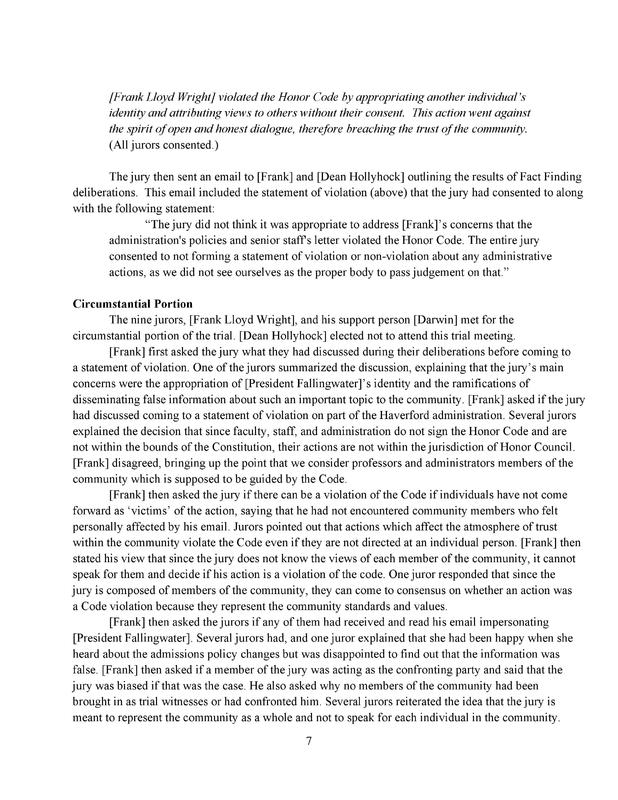 [Frank Lloyd Wright] violated the Honor Code by appropriating another individual's
identity and attributing views to others without their consent.  This action went against
the spirit of open and honest dialogue, therefore breaching the trust of the community.
(All jurors consented.)
The jury then sent an email to [Frank] and [Dean Hollyhock] outlining the results of Fact Finding
deliberations.  This email included the statement of violation (above) that the jury had consented to along
with the following statement:
“The jury did not think it was appropriate to address [Frank]'s concerns that the
administration's policies and senior staff's letter violated the Honor Code. The entire jury
consented to not forming a statement of violation or non-violation about any administrative
actions, as we did not see ourselves as the proper body to pass judgement on that.”
Circumstantial Portion
The nine jurors, [Frank Lloyd Wright], and his support person [Darwin] met for the
circumstantial portion of the trial. [Dean Hollyhock] elected not to attend this trial meeting.
[Frank] first asked the jury what they had discussed during their deliberations before coming to
a statement of violation. One of the jurors summarized the discussion, explaining that the jury's main
concerns were the appropriation of [President Fallingwater]'s identity and the ramifications of
disseminating false information about such an important topic to the community. [Frank] asked if the jury
had discussed coming to a statement of violation on part of the Haverford administration. Several jurors
explained the decision that since faculty, staff, and administration do not sign the Honor Code and are
not within the bounds of the Constitution, their actions are not within the jurisdiction of Honor Council.
[Frank] disagreed, bringing up the point that we consider professors and administrators members of the
community which is supposed to be guided by the Code.
[Frank] then asked the jury if there can be a violation of the Code if individuals have not come
forward as ‘victims’ of the action, saying that he had not encountered community members who felt
personally affected by his email. Jurors pointed out that actions which affect the atmosphere of trust
within the community violate the Code even if they are not directed at an individual person. [Frank] then
stated his view that since the jury does not know the views of each member of the community, it cannot
speak for them and decide if his action is a violation of the code. One juror responded that since the
jury is composed of members of the community, they can come to consensus on whether an action was
a Code violation because they represent the community standards and values.
[Frank] then asked the jurors if any of them had received and read his email impersonating
[President Fallingwater]. Several jurors had, and one juror explained that she had been happy when she
heard about the admissions policy changes but was disappointed to find out that the information was
false. [Frank] then asked if a member of the jury was acting as the confronting party and said that the
jury was biased if that was the case. He also asked why no members of the community had been
brought in as trial witnesses or had confronted him. Several jurors reiterated the idea that the jury is
meant to represent the community as a whole and not to speak for each individual in the community.
7